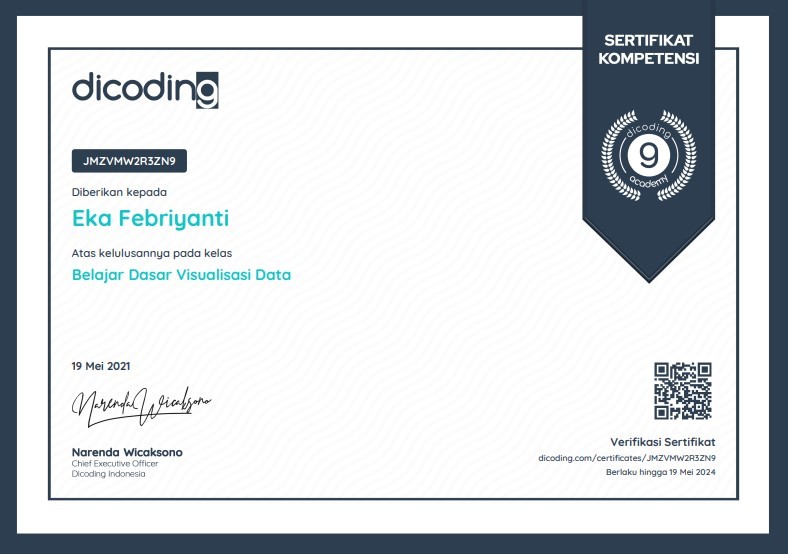 SERTIFIKAT
KOMPETENSI
dicoding
dicoding
9
academy
JMZVMW2R3ZN9
Diberikan kepada
Eka Febriyanti
Atas kelulusannya pada kelas
Belajar Dasar Visualisasi Data
19 Mei 2021
Narenda Wicaksono
Narenda Wicaksono
Chief Executive Officer
Dicoding Indonesia
Verifikasi Sertifikat
dicoding.com/certificates/JMZVMW2R3ZN9
Berlaku hingga 19 Mei 2024